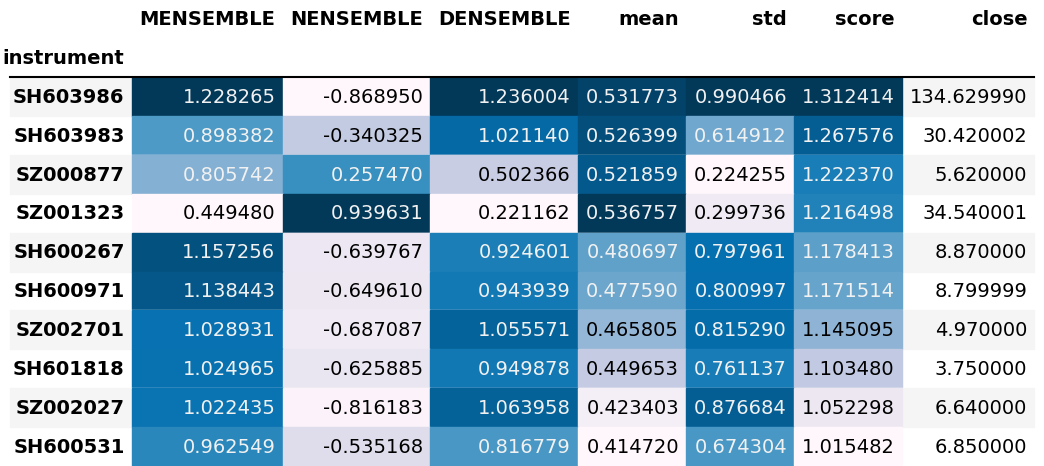 MENSEMBLE NENSEMBLE DENSEMBLE mean std score close
instrument
SH603986 1.228265 -0.868950 1.236004 0.531773 0.990466 1.312414 134.629990
SH603983 0.898382 -0.340325 1.021140 0.526399 0.614912 1.267576 30.420002
SZ000877 0.805742 0.257470 0.502366 0.521859 0.224255 1.222370 5.620000
SZ001323 0.449480 0.939631 0.221162 0.536757 0.299736 1.216498 34.540001
SH600267 1.157256 -0.639767 0.924601 0.480697 0.797961 1.178413 8.870000
SH600971 1.138443 -0.649610 0.943939 0.477590 0.800997 1.171514 8.799999
SZ002701 1.028931 -0.687087 1.055571 0.465805 0.815290 1.145095 4.970000
SH601818 1.024965 -0.625885 0.949878 0.449653 0.761137 1.103480 3.750000
SZ002027 1.022435 -0.816183 1.063958 0.423403 0.876684 1.052298 6.640000
SH600531 0.962549 -0.535168 0.816779 0.414720 0.674304 1.015482 6.850000